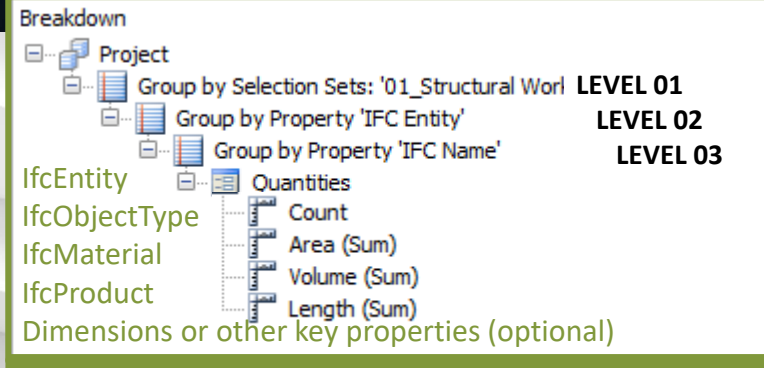 Breakdown
Project
Group by Selection Sets: '01_Structural Work LEVEL 01
Group by Property 'IFC Entity' LEVEL 02
Group by Property 'IFC Name' LEVEL 03
IfcEntity Quantities
IfcObjectType Count
IfcMaterial Area (Sum)
IfcProduct Volume (Sum)
Length (Sum)
Dimensions or other key properties (optional)